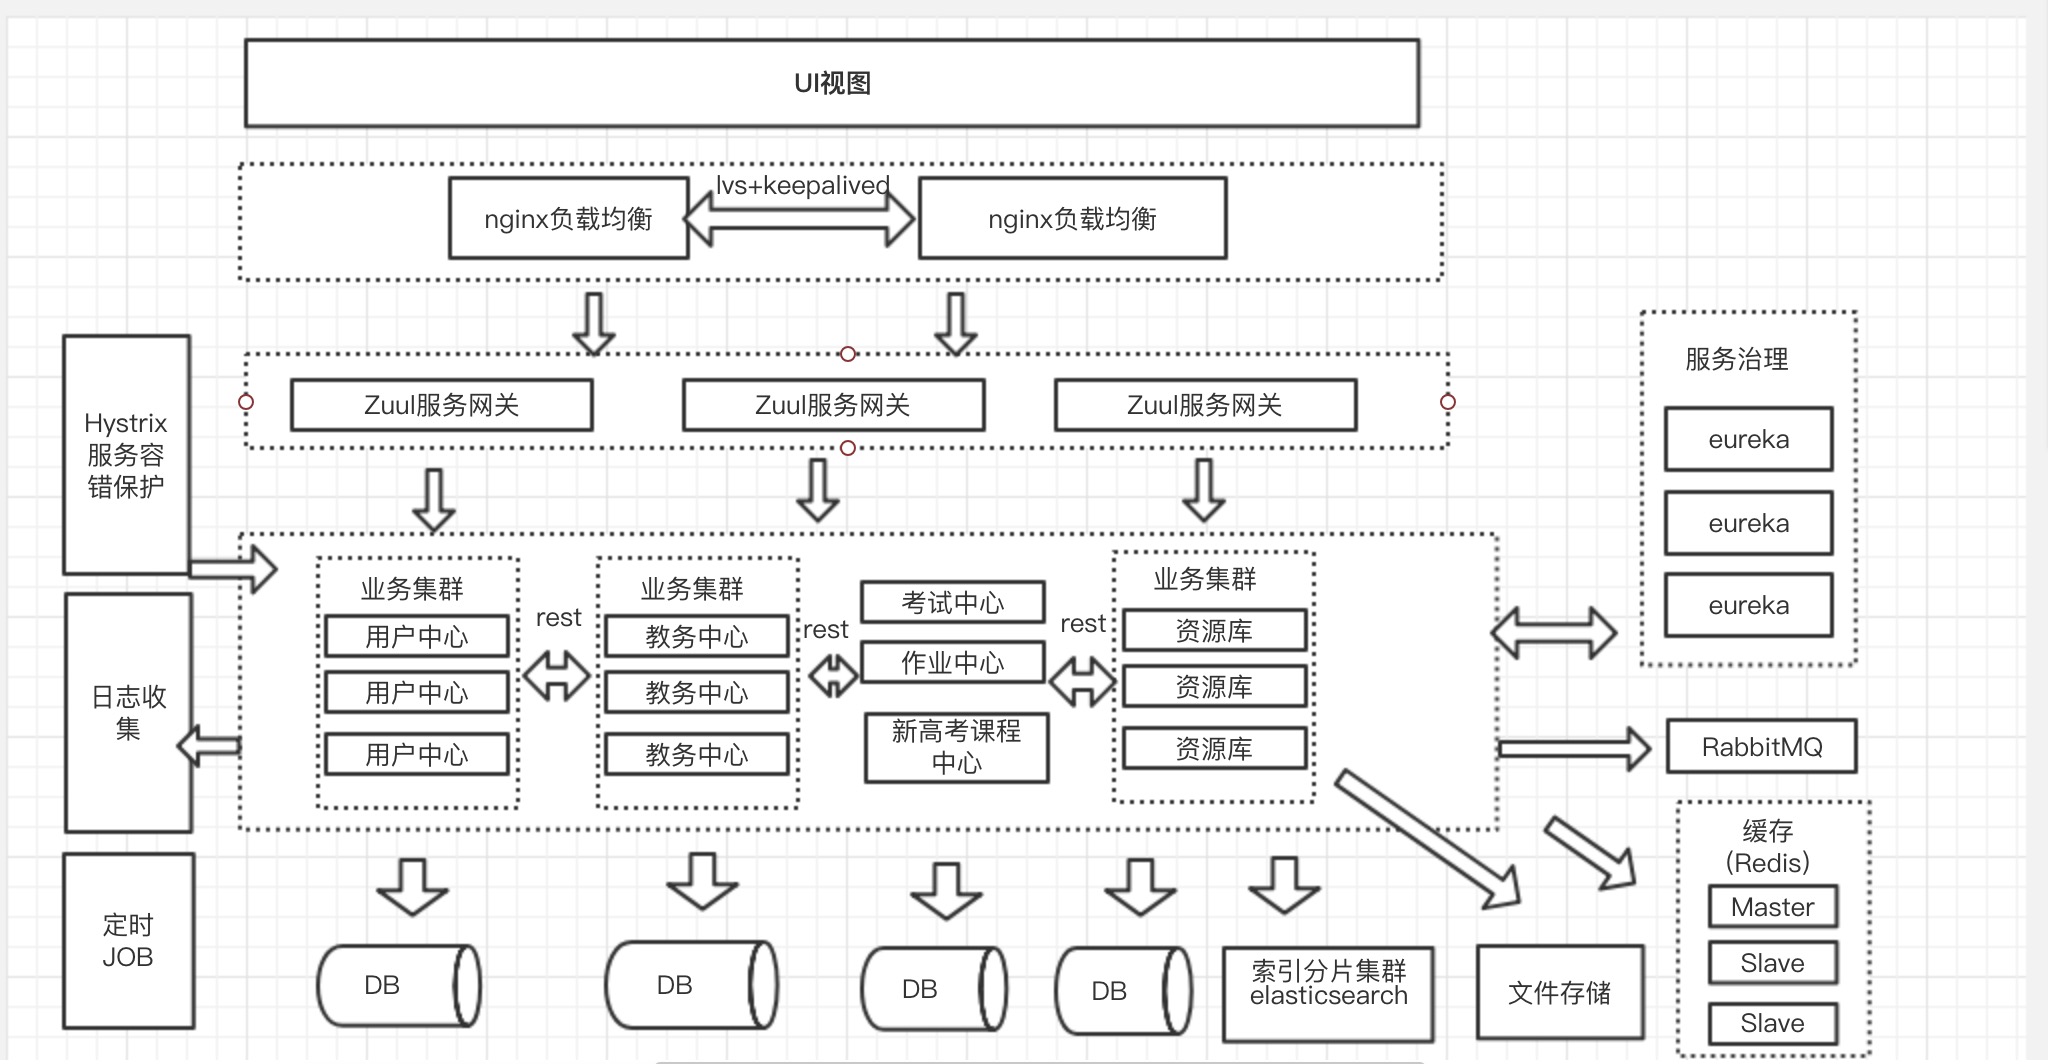 UI视图
lvs+keepalived
nginx负载均衡
nginx负载均衡
Zuul服务网关
Zuul服务网关
Zuul服务网关
Hystrix
服务容
错保护
日志收
集
定时
JOB
业务集群
用户中心
用户中心
用户中心
rest
业务集群
教务中心
教务中心
教务中心
rest
考试中心
作业中心
新高考课程
中心
rest
业务集群
资源库
资源库
资源库
服务治理
eureka
eureka
eureka
RabbitMQ
缓存
(Redis)
Master
Slave
Slave
DB
DB
DB
DB
索引分片集群
elasticsearch
文件存储